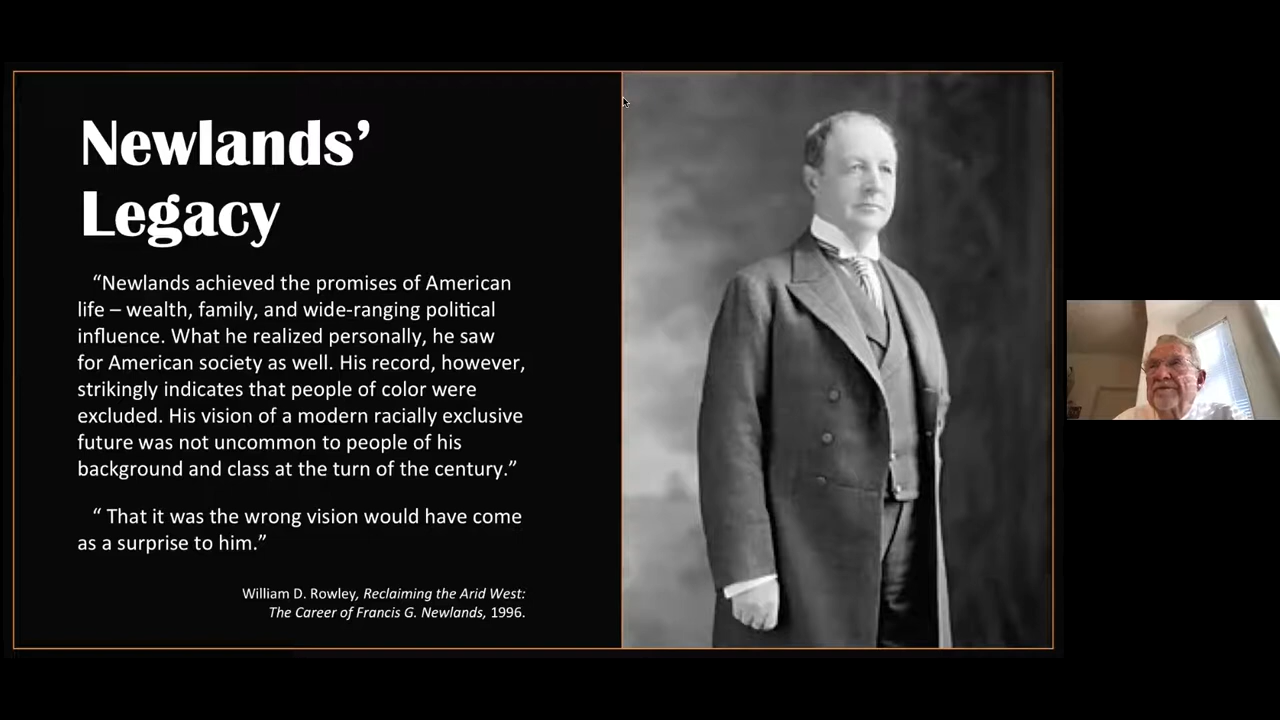 Newlands’
Legacy
“Newlands achieved the promises of American
life – wealth, family, and wide-ranging political
influence. What he realized personally, he saw
for American society as well. His record, however,
strikingly indicates that people of color were
excluded. His vision of a modern racially exclusive
future was not uncommon to people of his
background and class at the turn of the century.”
“ That it was the wrong vision would have come
as a surprise to him.”
William D. Rowley, Reclaiming the Arid West:
The Career of Francis G. Newlands, 1996.